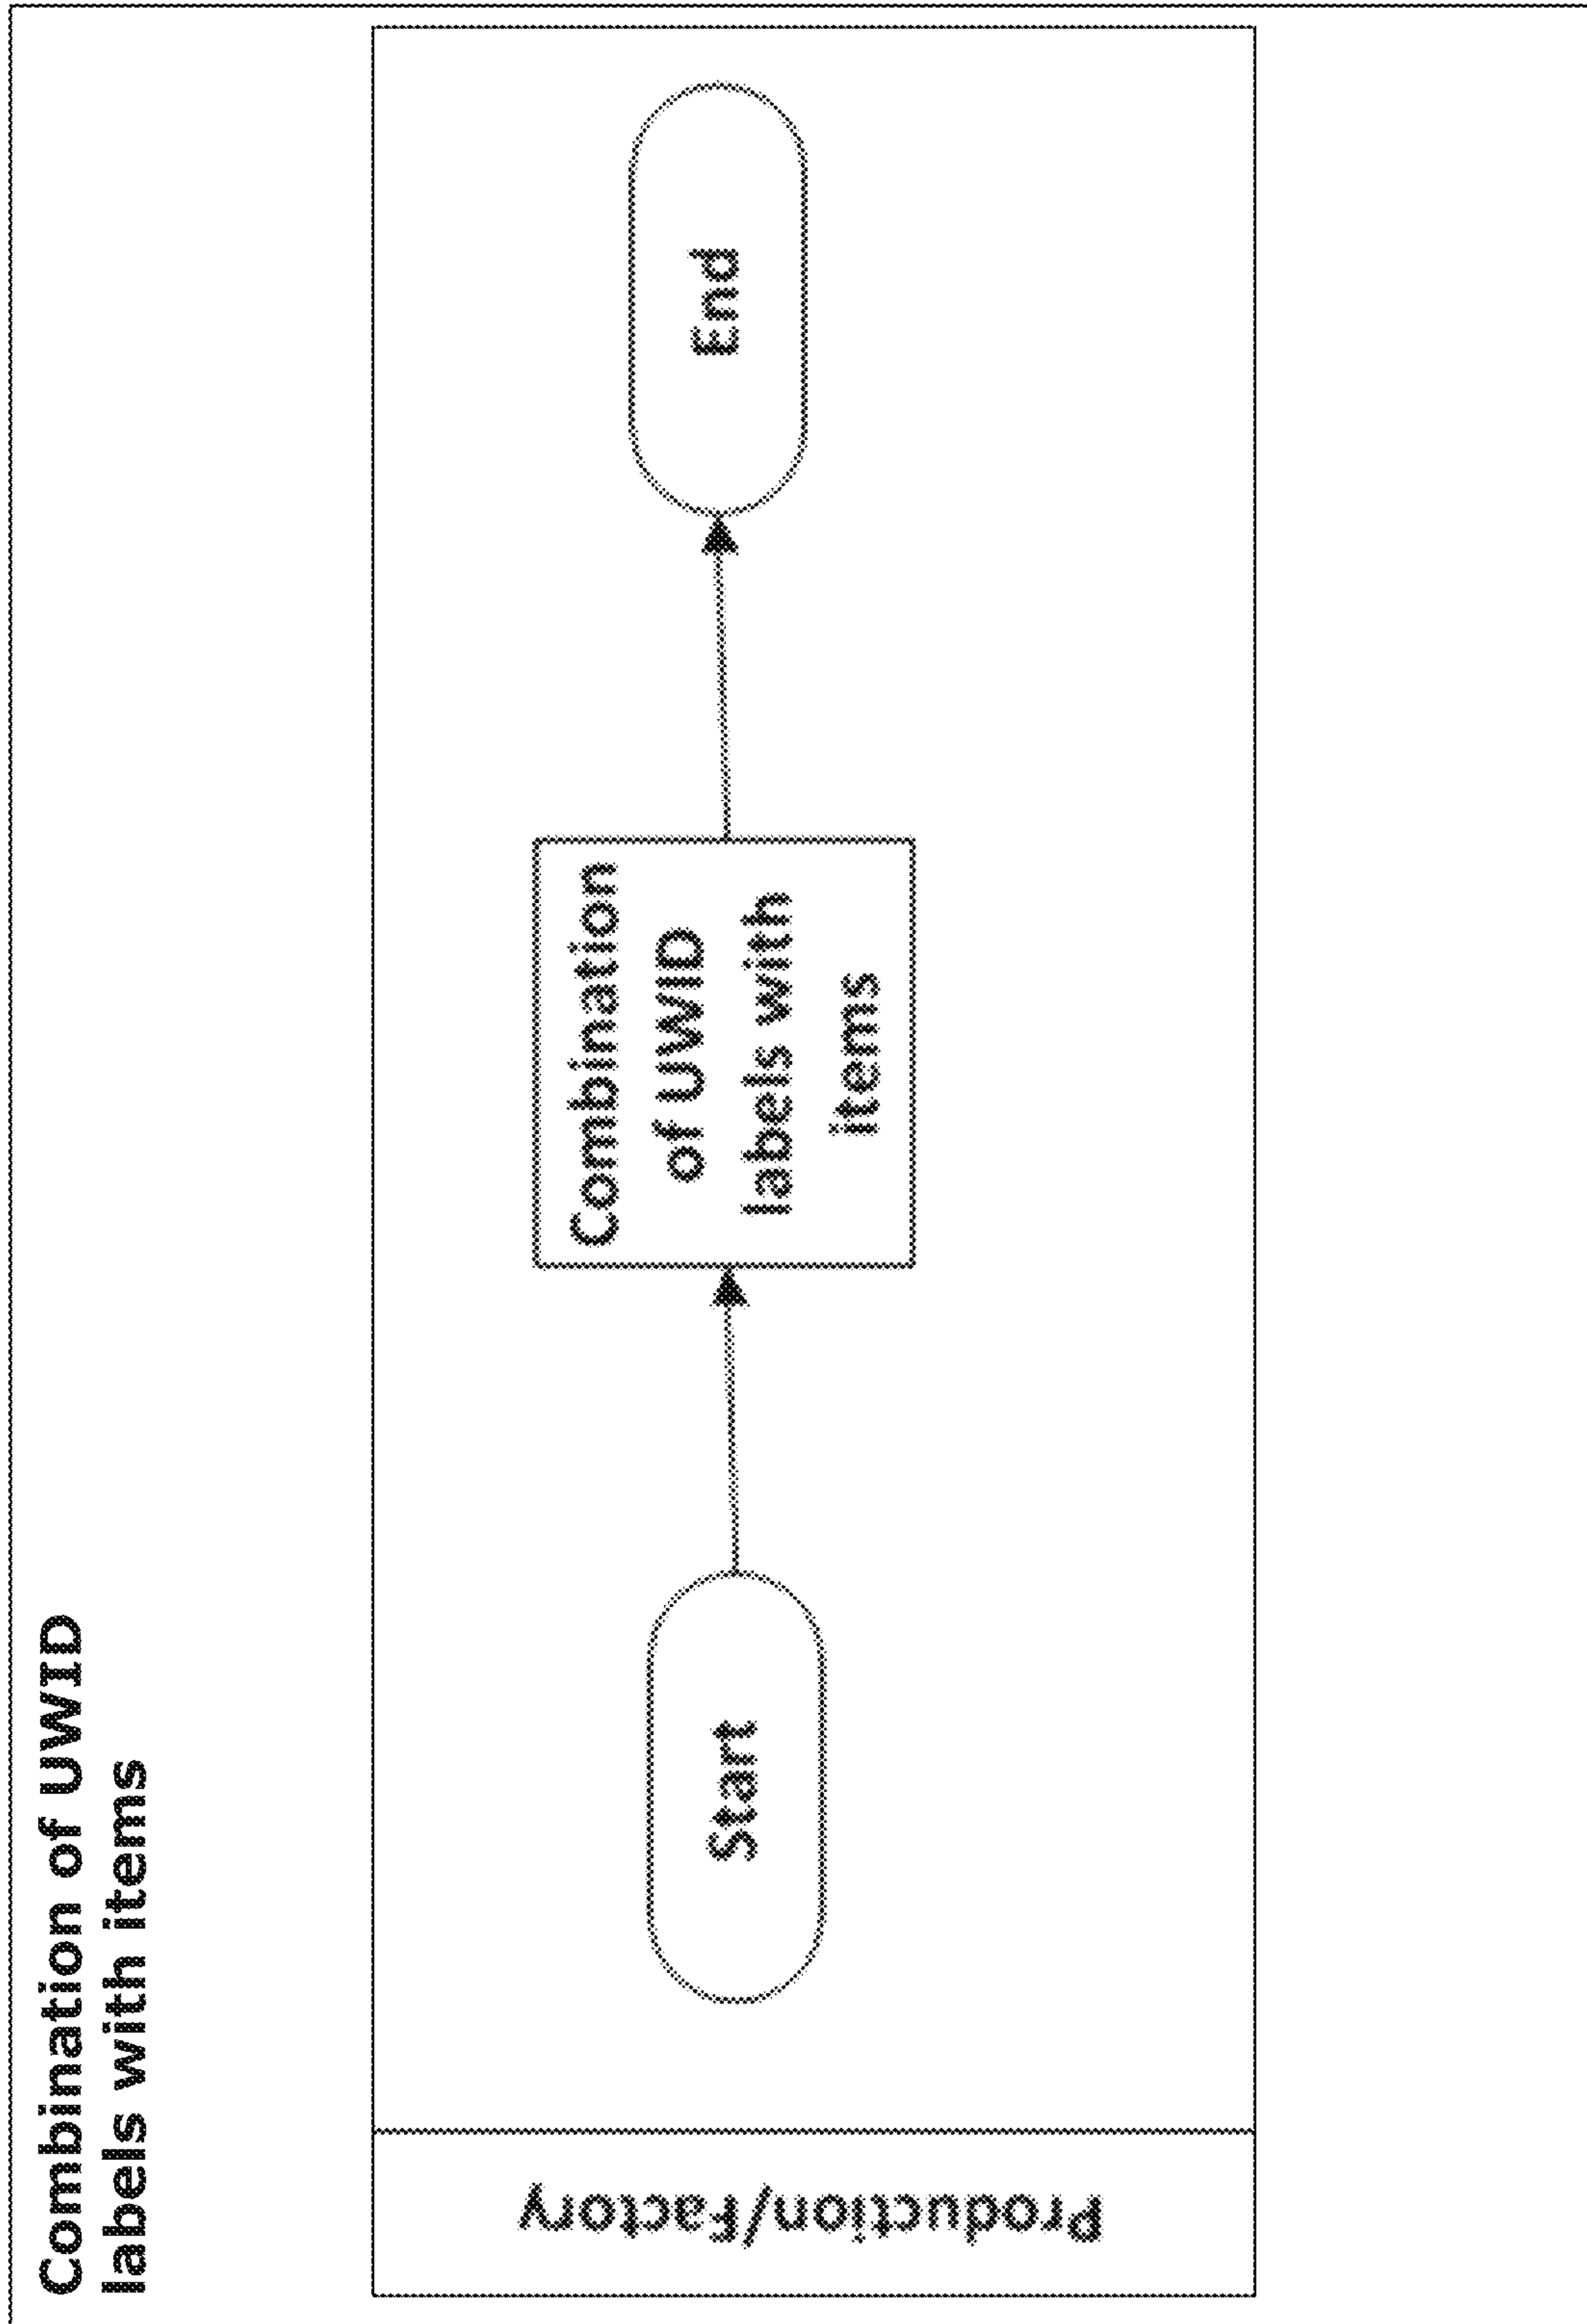 Combination of UWID
labels with items
Production/Factory
Start
Combination
of UWID
labels with
items
End